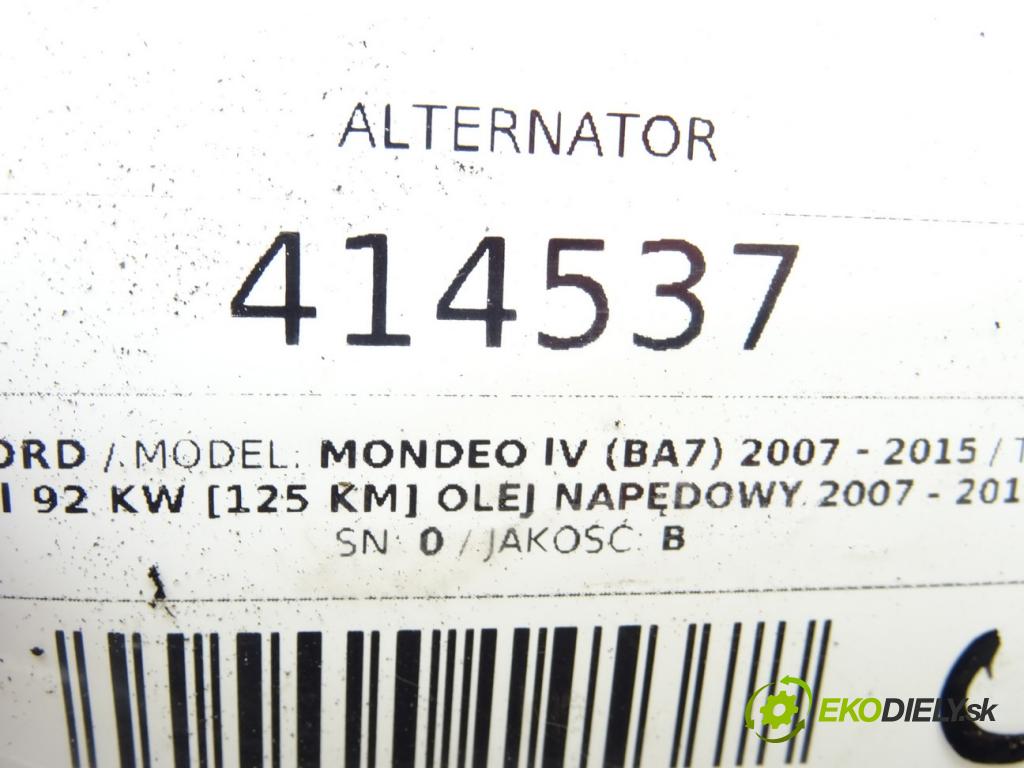 ALTERNATOR
414537
ORD / MODEL: MONDEO IV (BA7) 2007 - 2015 / T
I 92 KW [125 KM] OLEJ NAPĘDOWY 2007 - 201
SN: 0 / JAKOŚĆ: B
EKODIELY.sk